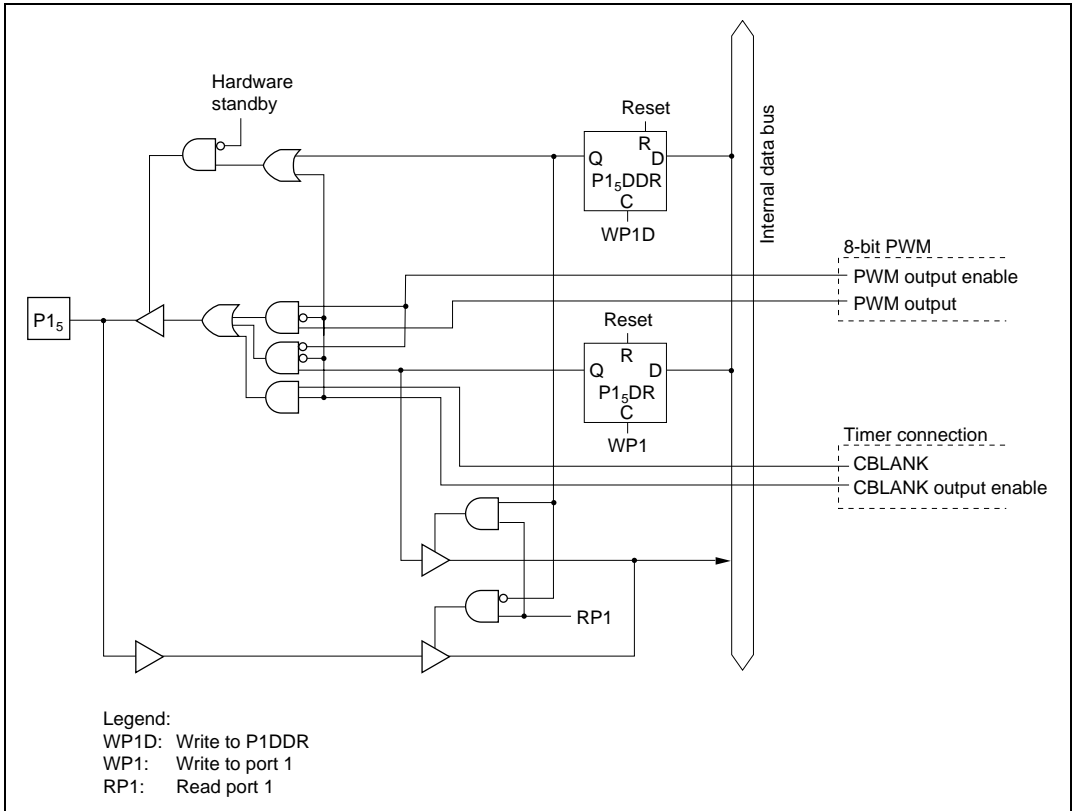 Hardware
standby
Reset
R
Q D
P1₅DDR
C
WP1D
Internal data bus
8-bit PWM
PWM output enable
PWM output
P1₅
Reset
R
Q D
P1₅DR
C
WP1
Timer connection
CBLANK
CBLANK output enable
RP1
Legend:
WP1D: Write to P1DDR
WP1: Write to port 1
RP1: Read port 1